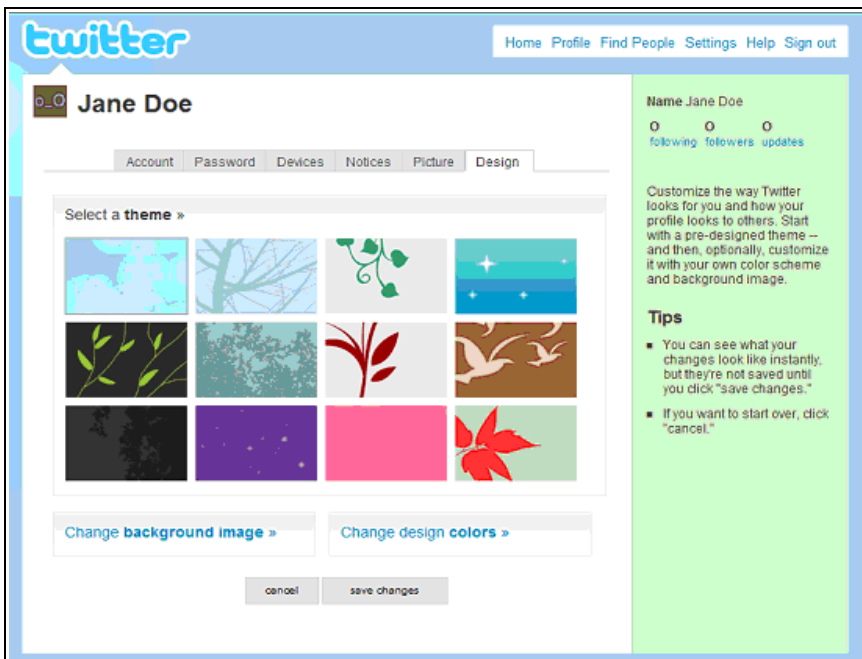 twitter
Home Profile Find People Settings Help Sign out
o_O Jane Doe
Account Password Devices Notices Picture Design
Select a theme »
Change background image »
Change design colors »
cancel save changes
Name Jane Doe
0 0 0
following followers updates
Customize the way Twitter
looks for you and how your
profile looks to others. Start
with a pre-designed theme --
and then, optionally, customize
it with your own color scheme
and background image.
Tips
▪ You can see what your
changes look like instantly,
but they're not saved until
you click "save changes."
▪ If you want to start over, click
"cancel."